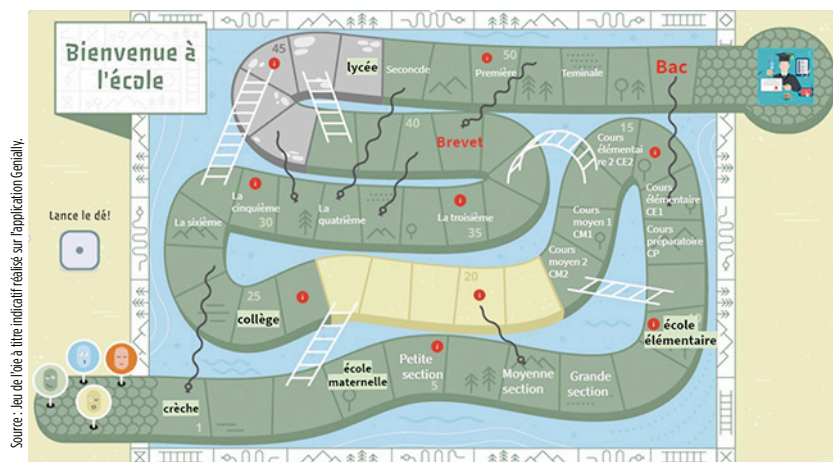 Bienvenue à
l'école
Lance le dé!
crèche
1
école
maternelle
Petite
section
5
Moyenne
section
Grande
section
école
élémentaire
Cours
préparatoire
CP
Cours
élémentaire
CE1
15
Cours
élémentai
re 2 CE2
Cours
moyen 1
CM1
Cours
moyen 2
CM2
20
collège
25
La sixième
La
cinquième
30
La
quatrième
La troisième
35
Brevet
40
45
lycée
Seconcde
Première
50
Teminale
Bac
Source : Jeu de l'oie à titre indicatif réalisé sur l'application Genially.